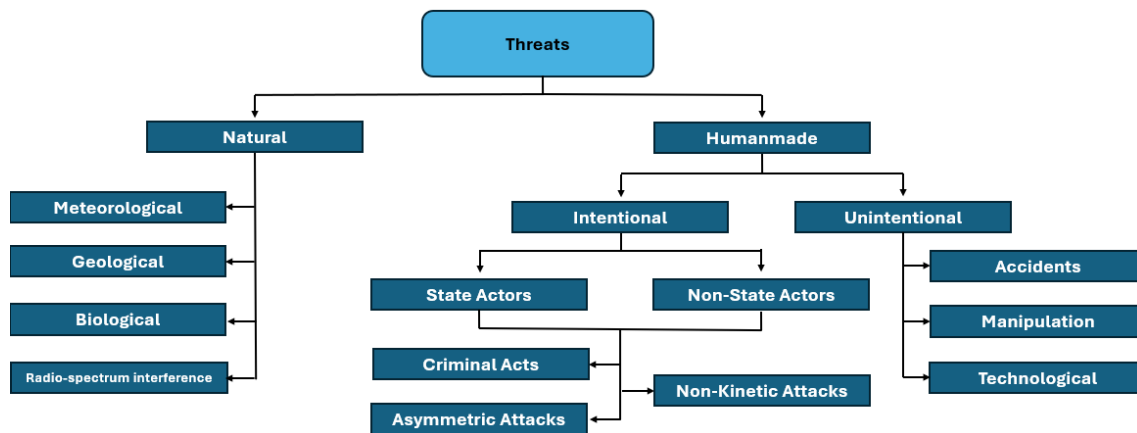 Threats
Natural
Humanmade
Meteorological
Geological
Biological
Radio-spectrum interference
Intentional
Unintentional
State Actors
Non-State Actors
Criminal Acts
Non-Kinetic Attacks
Asymmetric Attacks
Accidents
Manipulation
Technological